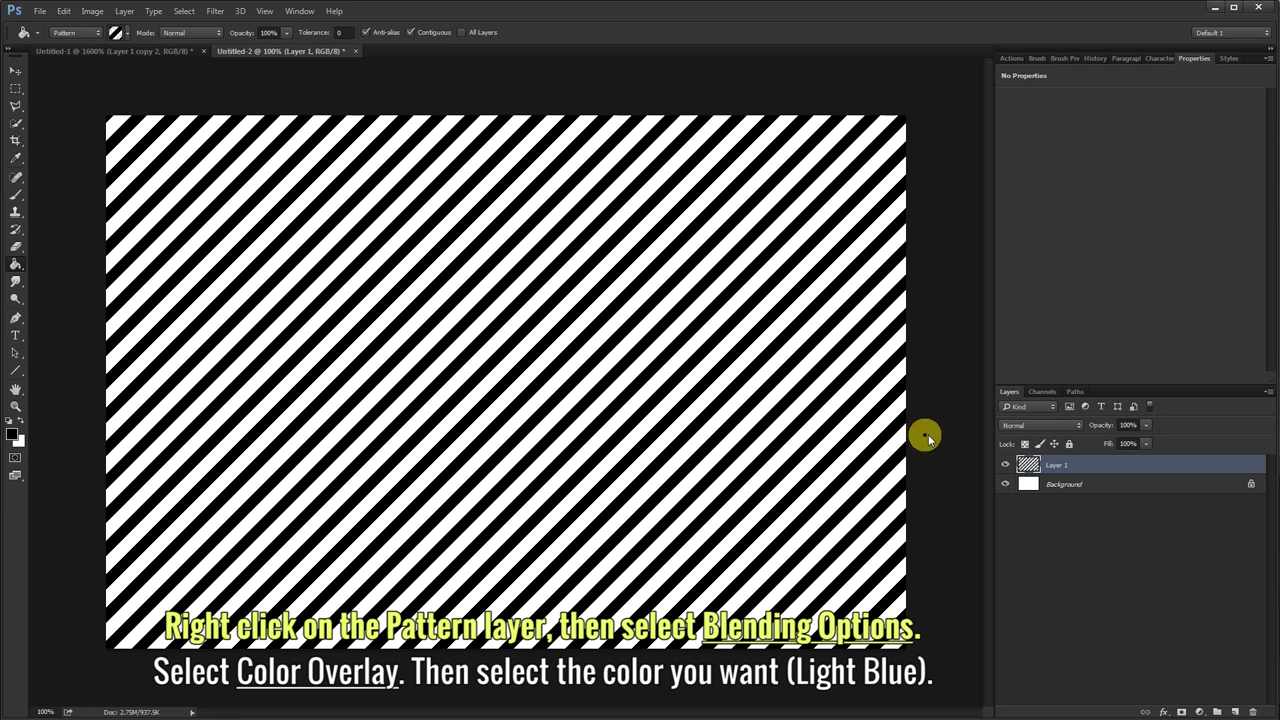 Ps File Edit Image Layer Type Select Filter 3D View Window Help
Pattern Mode: Normal Opacity: 100% Tolerance: 0 Anti-alias Contiguous All Layers Default 1
Untitled-1 @ 1600% (Layer 1 copy 2, RGB/8) * × Untitled-2 @ 100% (Layer 1, RGB/8) * ×
Actions Brush Brush Pre History Paragrap Character Properties Styles
No Properties
Layers Channels Paths
Kind
Normal Opacity: 100%
Lock: Fill: 100%
Layer 1
Background
Right click on the Pattern layer, then select Blending Options.
Select Color Overlay. Then select the color you want (Light Blue).
100% Doc: 2.75M/937.5K